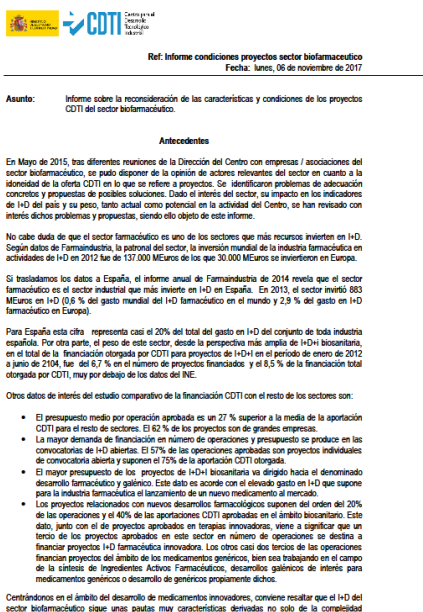 CDTI
Centro para el
Desarrollo
Tecnológico
Industrial
Ref: Informe condiciones proyectos sector biofarmaceutico
Fecha: lunes, 06 de noviembre de 2017
Asunto: Informe sobre la reconsideración de las características y condiciones de los proyectos
CDTI del sector biofarmacéutico.
Antecedentes
En Mayo de 2015, tras diferentes reuniones de la Dirección del Centro con empresas / asociaciones del
sector biofarmacéutico, se pudo disponer de la opinión de actores relevantes del sector en cuanto a la
idoneidad de la oferta CDTI en lo que se refiere a proyectos. Se identificaron problemas de adecuación
concretos y propuestas de posibles soluciones. Dado el interés del sector, su impacto en los indicadores
de I+D del país y su peso, tanto actual como potencial en la actividad del Centro, se han revisado con
interés dichos problemas y propuestas, siendo ello objeto de este informe.
No cabe duda de que el sector farmacéutico es uno de los sectores que más recursos invierten en I+D.
Según datos de Farmaindustria, la patronal del sector, la inversión mundial de la industria farmacéutica en
actividades de I+D en 2012 fue de 137.000 MEuros de los que 30.000 MEuros se invirtieron en Europa.
Si trasladamos los datos a España, el informe anual de Farmaindustria de 2014 revela que el sector
farmacéutico es el sector industrial que más invierte en I+D en España. En 2013, el sector invirtió 883
MEuros en I+D (0,6 % del gasto mundial del I+D farmacéutico en el mundo y 2,9 % del gasto en I+D
farmacéutico en Europa).
Para España esta cifra representa casi el 20% del total del gasto en I+D del conjunto de toda industria
española. Por otra parte, el peso de este sector, desde la perspectiva más amplia de I+D+i biosanitaria,
en el total de la financiación otorgada por CDTI para proyectos de I+D+I en el período de enero de 2012
a junio de 2104, fue del 6,7 % en el número de proyectos financiados y el 8,5 % de la financiación total
otorgada por CDTI, muy por debajo de los datos del INE.
Otros datos de interés del estudio comparativo de la financiación CDTI con el resto de los sectores son:
• El presupuesto medio por operación aprobada es un 27 % superior a la media de la aportación
CDTI para el resto de sectores. El 62 % de los proyectos son de grandes empresas.
• La mayor demanda de financiación en número de operaciones y presupuesto se produce en las
convocatorias de I+D abiertas. El 57% de las operaciones aprobadas son proyectos individuales
de convocatoria abierta y suponen el 75% de la aportación CDTI otorgada.
• El mayor presupuesto de los proyectos de I+D+I biosanitaria va dirigido hacia el denominado
desarrollo farmacéutico y galénico. Este dato es acorde con el elevado gasto en I+D que supone
para la industria farmacéutica el lanzamiento de un nuevo medicamento al mercado.
• Los proyectos relacionados con nuevos desarrollos farmacológicos suponen del orden del 20%
de las operaciones y el 40% de las aportaciones CDTI aprobadas en el ámbito biosanitario. Este
dato, junto con el de proyectos aprobados en terapias innovadoras, viene a significar que un
tercio de los proyectos aprobados en este sector en número de operaciones se destina a
financiar proyectos I+D farmacéutica innovadora. Los otros casi dos tercios de las operaciones
financian proyectos del ámbito de los medicamentos genéricos, bien sea trabajando en el campo
de la síntesis de Ingredientes Activos Farmacéuticos, desarrollos galénicos de interés para
medicamentos genéricos o desarrollo de genéricos propiamente dichos.
Centrándonos en el ámbito del desarrollo de medicamentos innovadores, conviene resaltar que el I+D del
sector biofarmacéutico sigue unas pautas muy características derivadas no solo de la complejidad